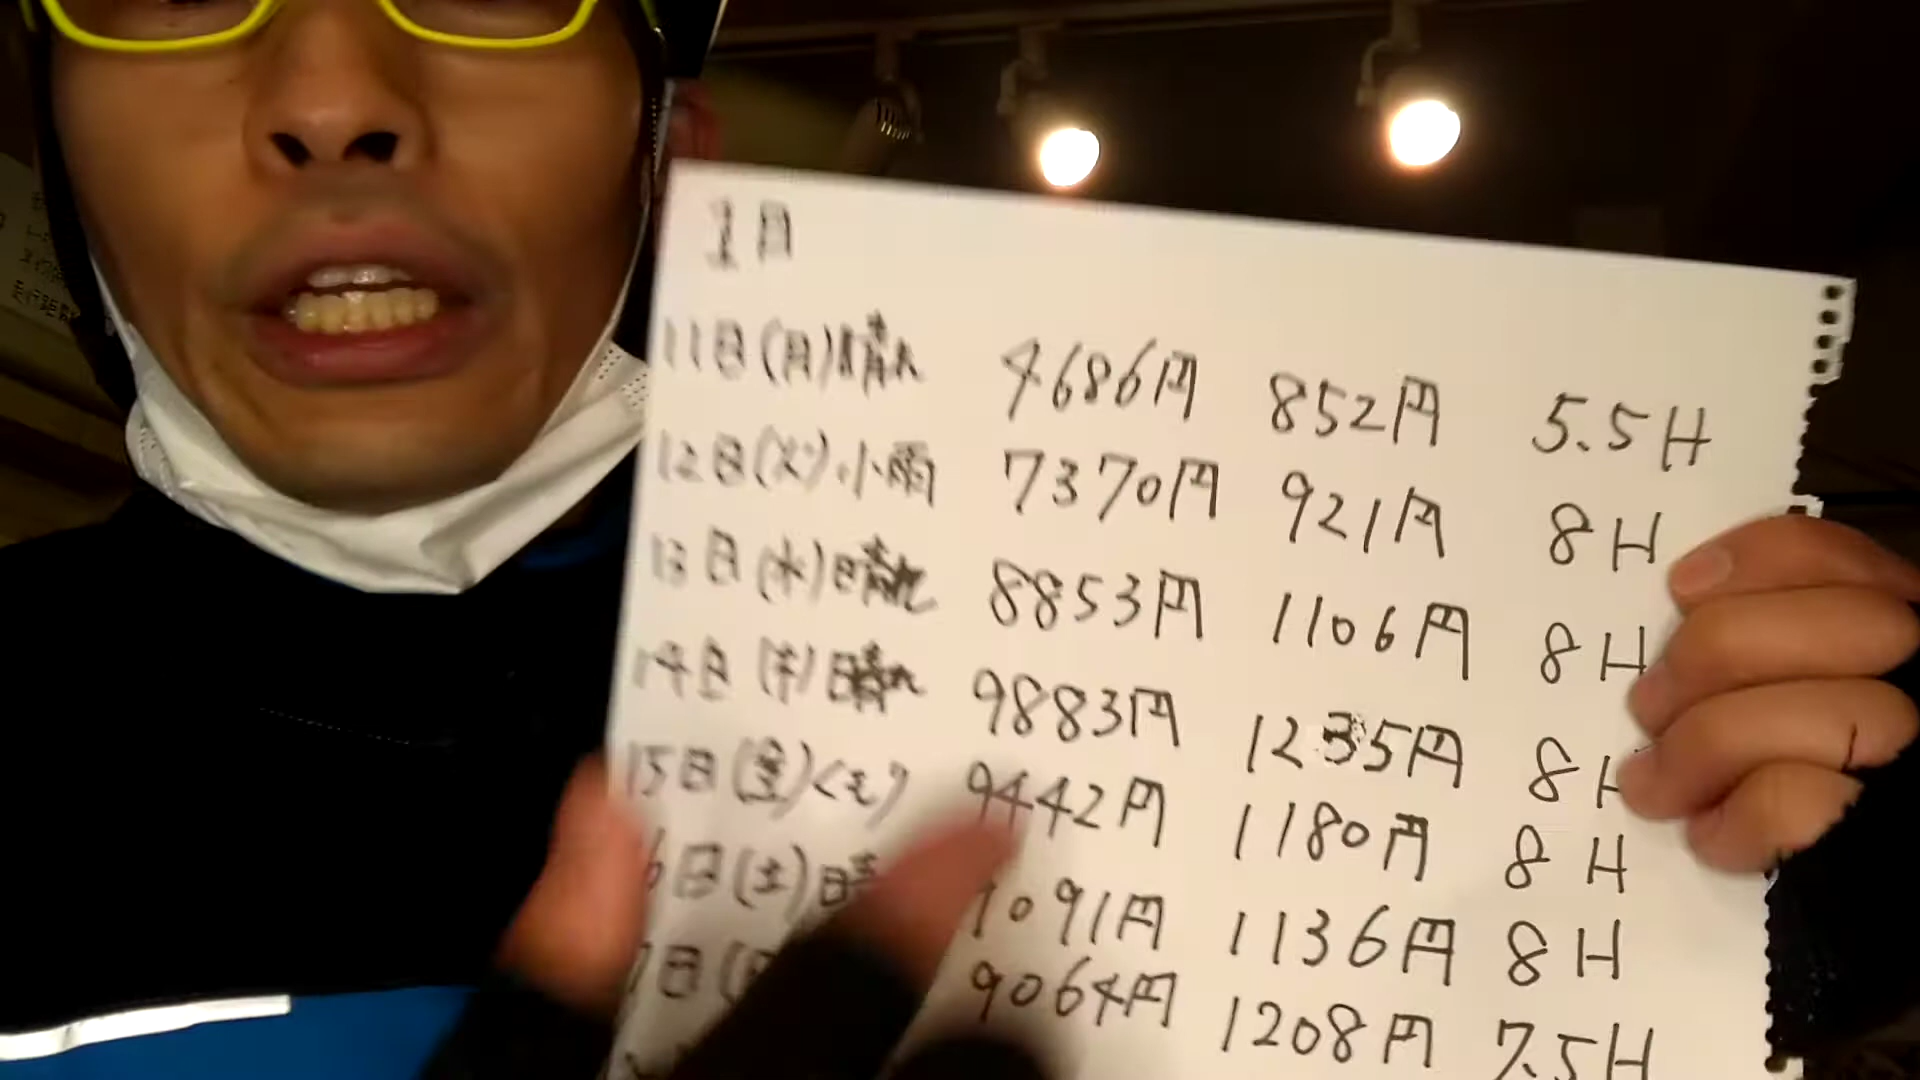 1月
11日(月)晴れ 4686円 852円 5.5H
12日(火)小雨 7370円 921円 8H
13日(水)晴れ 8853円 1106円 8H
14日(木)晴れ 9883円 1235円 8H
15日(金)くもり 9442円 1180円 8H
6日(土)晴 9091円 1136円 8H
7日(日 9064円 1208円 7.5H